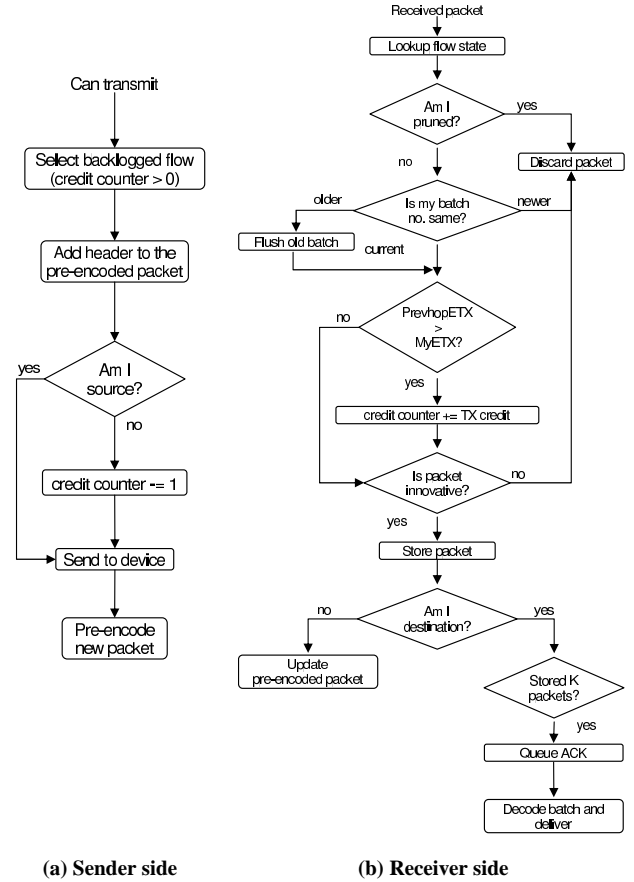 Can transmit
Select backlogged flow
(credit counter > 0)
Add header to the
pre-encoded packet
Am I
source?
yes
no
credit counter -= 1
Send to device
Pre-encode
new packet
(a) Sender side
Received packet
Lookup flow state
Am I
pruned?
yes
no
Discard packet
Is my batch
no. same?
older
newer
Flush old batch
current
PrevhopETX
>
MyETX?
no
yes
credit counter += TX credit
Is packet
innovative?
no
yes
Store packet
Am I
destination?
no
yes
Update
pre-encoded packet
Stored K
packets?
yes
Queue ACK
Decode batch and
deliver
(b) Receiver side